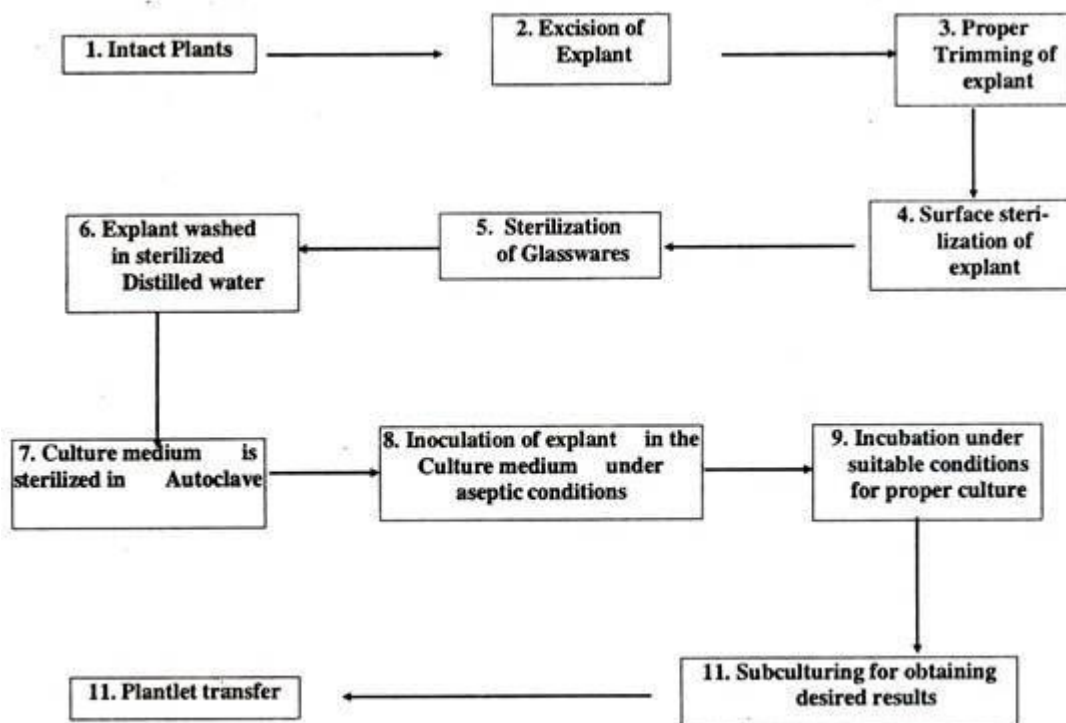 1. Intact Plants
2. Excision of
Explant
3. Proper
Trimming of
explant
4. Surface steri-
lization of
explant
5. Sterilization
of Glasswares
6. Explant washed
in sterilized
Distilled water
7. Culture medium is
sterilized in Autoclave
8. Inoculation of explant in the
Culture medium under
aseptic conditions
9. Incubation under
suitable conditions
for proper culture
11. Subculturing for obtaining
desired results
11. Plantlet transfer